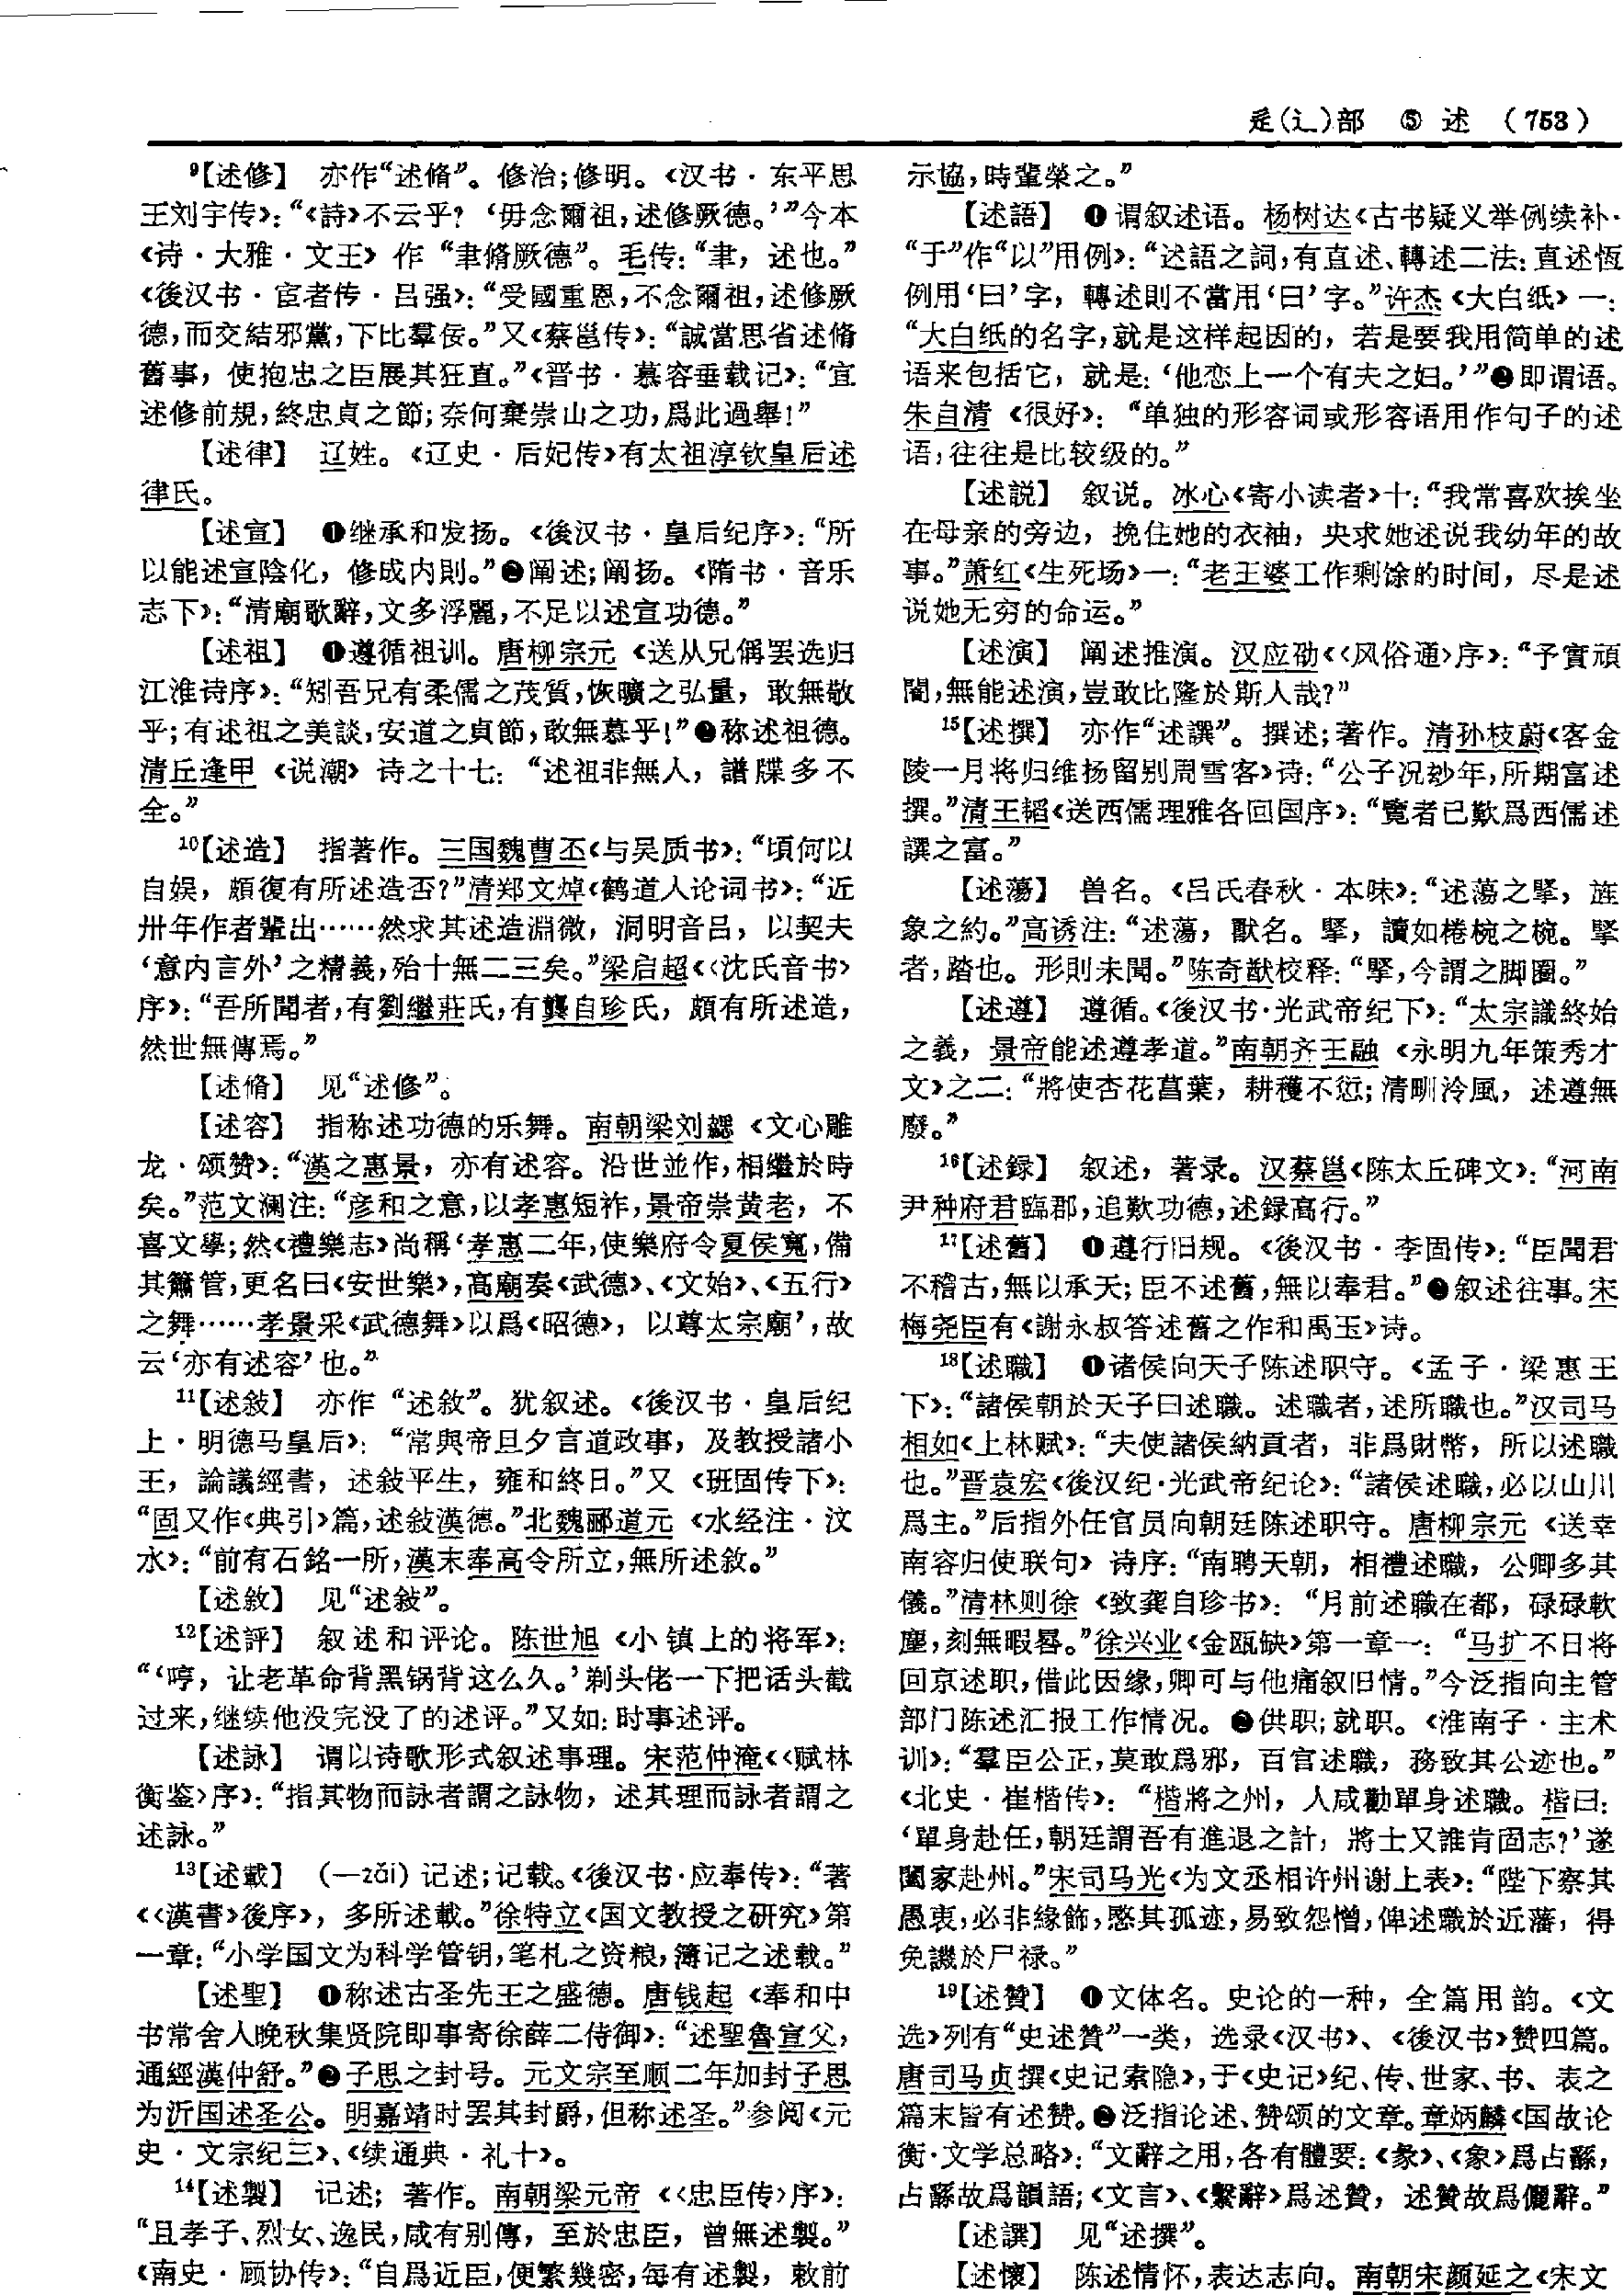 辵(辶)部 ⑤ 述 (753)
⁹【述修】 亦作“述脩”。修治;修明。《汉书·东平思
王刘宇传》:“《詩》不云乎?‘毋念爾祖,述修厥德。’”今本
《诗·大雅·文王》作“聿脩厥德”。毛传:“聿,述也。”
《後汉书·宦者传·吕强》:“受國重恩,不念爾祖,述修厥
德,而交結邪黨,下比羣佞。”又《蔡邕传》:“誠當思省述脩
舊事,使抱忠之臣展其狂直。”《晋书·慕容垂载记》:“宜
述修前規,終忠貞之節;奈何棄崇山之功,爲此過舉!”
【述律】 辽姓。《辽史·后妃传》有太祖淳钦皇后述
律氏。
【述宣】 ❶继承和发扬。《後汉书·皇后纪序》:“所
以能述宣陰化,修成内則。”❷阐述;阐扬。《隋书·音乐
志下》:“清廟歌辭,文多浮麗,不足以述宣功德。”
【述祖】 ❶遵循祖训。唐柳宗元《送从兄偁罢选归
江淮诗序》:“矧吾兄有柔儒之茂質,恢曠之弘量,敢無敬
乎;有述祖之美談,安道之貞節,敢無慕乎!”❷称述祖德。
清丘逢甲《说潮》诗之十七:“述祖非無人,譜牒多不
全。”
¹⁰【述造】 指著作。三国魏曹丕《与吴质书》:“頃何以
自娱,頗復有所述造否?”清郑文焯《鹤道人论词书》:“近
卅年作者輩出……然求其述造淵微,洞明音吕,以契夫
‘意内言外’之精義,殆十無二三矣。”梁启超《〈沈氏音书〉
序》:“吾所聞者,有劉繼莊氏,有龔自珍氏,頗有所述造,
然世無傳焉。”
【述脩】 见“述修”。
【述容】 指称述功德的乐舞。南朝梁刘勰《文心雕
龙·颂赞》:“漢之惠景,亦有述容。沿世並作,相繼於時
矣。”范文澜注:“彦和之意,以孝惠短祚,景帝崇黄老,不
喜文學;然《禮樂志》尚稱‘孝惠二年,使樂府令夏侯寬,備
其簫管,更名曰《安世樂》,高廟奏《武德》、《文始》、《五行》
之舞……孝景采《武德舞》以爲《昭德》,以尊太宗廟’,故
云‘亦有述容’也。”
¹¹【述敍】 亦作“述敘”。犹叙述。《後汉书·皇后纪
上·明德马皇后》:“常與帝旦夕言道政事,及教授諸小
王,論議經書,述敍平生,雍和終日。”又《班固传下》:
“固又作《典引》篇,述敍漢德。”北魏郦道元《水经注·汶
水》:“前有石銘一所,漢末奉高令所立,無所述敘。”
【述敘】 见“述敍”。
¹²【述評】 叙述和评论。陈世旭《小镇上的将军》:
“‘哼,让老革命背黑锅背这么久。’剃头佬一下把话头截
过来,继续他没完没了的述评。”又如:时事述评。
【述詠】 谓以诗歌形式叙述事理。宋范仲淹《〈赋林
衡鉴〉序》:“指其物而詠者謂之詠物,述其理而詠者謂之
述詠。”
¹³【述載】 (—zǎi)记述;记载。《後汉书·应奉传》:“著
《〈漢書〉後序》,多所述載。”徐特立《国文教授之研究》第
一章:“小学国文为科学管钥,笔札之资粮,簿记之述载。”
【述聖】 ❶称述古圣先王之盛德。唐钱起《奉和中
书常舍人晚秋集贤院即事寄徐薛二侍御》:“述聖魯宣父,
通經漢仲舒。”❷子思之封号。元文宗至顺二年加封子思
为沂国述圣公。明嘉靖时罢其封爵,但称述圣。”参阅《元
史·文宗纪三》、《续通典·礼十》。
¹⁴【述製】 记述;著作。南朝梁元帝《〈忠臣传〉序》:
“且孝子、烈女、逸民,咸有别傳,至於忠臣,曾無述製。”
《南史·顾协传》:“自爲近臣,便繁幾密,每有述製,敕前
示協,時輩榮之。”
【述語】 ❶谓叙述语。杨树达《古书疑义举例续补·
“于”作“以”用例》:“述語之詞,有直述、轉述二法:直述恆
例用‘曰’字,轉述則不當用‘曰’字。”许杰《大白纸》一:
“大白纸的名字,就是这样起因的,若是要我用简单的述
语来包括它,就是:‘他恋上一个有夫之妇。’”❷即谓语。
朱自清《很好》:“单独的形容词或形容语用作句子的述
语,往往是比较级的。”
【述説】 叙说。冰心《寄小读者》十:“我常喜欢挨坐
在母亲的旁边,挽住她的衣袖,央求她述说我幼年的故
事。”萧红《生死场》一:“老王婆工作剩馀的时间,尽是述
说她无穷的命运。”
【述演】 阐述推演。汉应劭《〈风俗通〉序》:“予實頑
闇,無能述演,豈敢比隆於斯人哉?”
¹⁵【述撰】 亦作“述譔”。撰述;著作。清孙枝蔚《客金
陵一月将归维扬留别周雪客》诗:“公子况妙年,所期富述
撰。”清王韬《送西儒理雅各回国序》:“覽者已歎爲西儒述
譔之富。”
【述蕩】 兽名。《吕氏春秋·本味》:“述蕩之掔,旄
象之約。”高诱注:“述蕩,獸名。掔,讀如棬椀之椀。掔
者,踏也。形則未聞。”陈奇猷校释:“掔,今謂之脚圈。”
【述遵】 遵循。《後汉书·光武帝纪下》:“太宗識終始
之義,景帝能述遵孝道。”南朝齐王融《永明九年策秀才
文》之二:“將使杏花菖葉,耕穫不愆;清甽泠風,述遵無
廢。”
¹⁶【述録】 叙述,著录。汉蔡邕《陈太丘碑文》:“河南
尹种府君臨郡,追歎功德,述録高行。”
¹⁷【述舊】 ❶遵行旧规。《後汉书·李固传》:“臣聞君
不稽古,無以承天;臣不述舊,無以奉君。”❷叙述往事。宋
梅尧臣有《謝永叔答述舊之作和禹玉》诗。
¹⁸【述職】 ❶诸侯向天子陈述职守。《孟子·梁惠王
下》:“諸侯朝於天子曰述職。述職者,述所職也。”汉司马
相如《上林赋》:“夫使諸侯納貢者,非爲財幣,所以述職
也。”晋袁宏《後汉纪·光武帝纪论》:“諸侯述職,必以山川
爲主。”后指外任官员向朝廷陈述职守。唐柳宗元《送幸
南容归使联句》诗序:“南聘天朝,相禮述職,公卿多其
儀。”清林则徐《致龚自珍书》:“月前述職在都,碌碌軟
塵,刻無暇晷。”徐兴业《金瓯缺》第一章一:“马扩不日将
回京述职,借此因缘,卿可与他痛叙旧情。”今泛指向主管
部门陈述汇报工作情况。❷供职;就职。《淮南子·主术
训》:“羣臣公正,莫敢爲邪,百官述職,務致其公迹也。”
《北史·崔楷传》:“楷將之州,人咸勸單身述職。楷曰:
‘單身赴任,朝廷謂吾有進退之計,將士又誰肯固志?’遂
闔家赴州。”宋司马光《为文丞相许州谢上表》:“陛下察其
愚衷,必非緣飾,愍其孤迹,易致怨憎,俾述職於近藩,得
免譏於尸禄。”
¹⁹【述贊】 ❶文体名。史论的一种,全篇用韵。《文
选》列有“史述贊”一类,选录《汉书》、《後汉书》赞四篇。
唐司马贞撰《史记索隐》,于《史记》纪、传、世家、书、表之
篇末皆有述赞。❷泛指论述、赞颂的文章。章炳麟《国故论
衡·文学总略》:“文辭之用,各有體要:《彖》、《象》爲占繇,
占繇故爲韻語;《文言》、《繫辭》爲述贊,述贊故爲儷辭。”
【述譔】 见“述撰”。
【述懷】 陈述情怀,表达志向。南朝宋颜延之《宋文